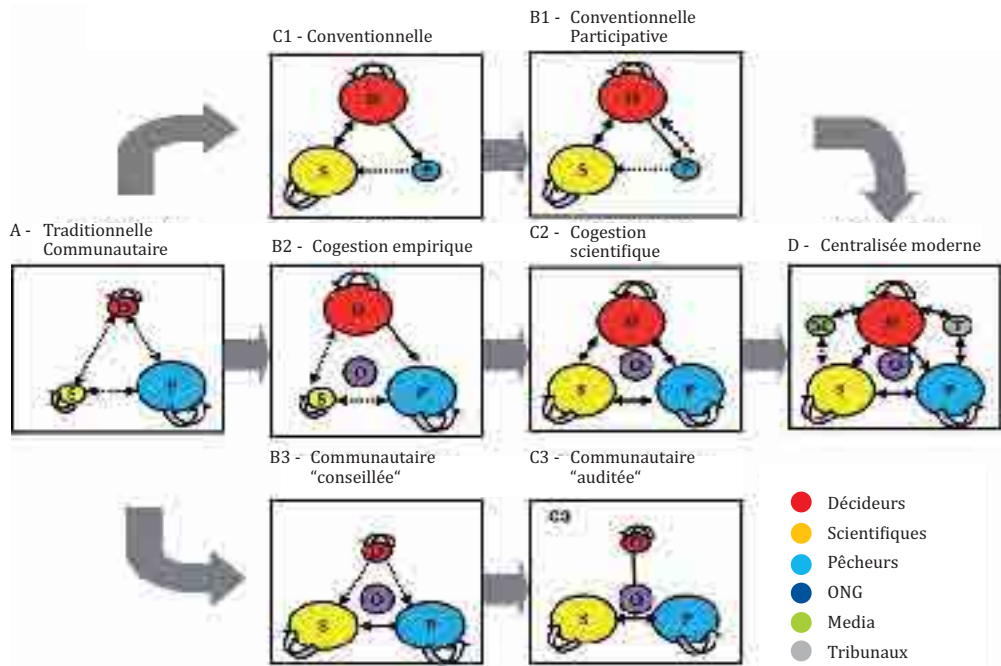 C1 - Conventionnelle
B1 - Conventionnelle
Participative
A - Traditionnelle
Communautaire
B2 - Cogestion empirique
C2 - Cogestion
scientifique
D - Centralisée moderne
B3 - Communautaire
“conseillée“
C3 - Communautaire
“auditée“
S
S
P
S
P
S
P
S
P
S
P
C3
S
P
T
Décideurs
Scientifiques
Pêcheurs
ONG
Media
Tribunaux